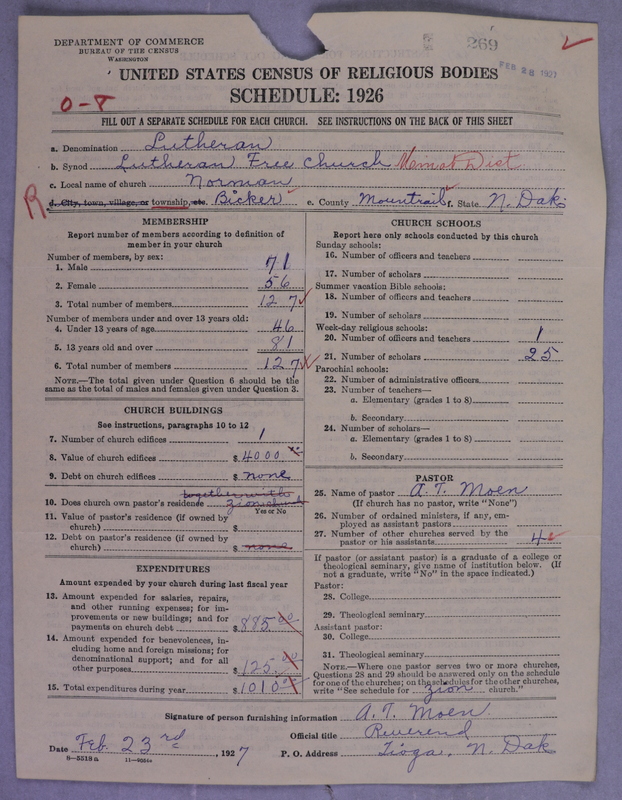 DEPARTMENT OF COMMERCE
BUREAU OF THE CENSUS
WASHINGTON
269
FEB 28 1927
UNITED STATES CENSUS OF RELIGIOUS BODIES
SCHEDULE: 1926
O-8
FILL OUT A SEPARATE SCHEDULE FOR EACH CHURCH. SEE INSTRUCTIONS ON THE BACK OF THIS SHEET
a. Denomination Lutheran
b. Synod Lutheran Free Church Minot Dist
c. Local name of church Norman
R d. City, town, village, or township, etc. Bicker e. County Mountrail f. State N. Dak.
MEMBERSHIP
Report number of members according to definition of
member in your church
Number of members, by sex:
1. Male 71
2. Female 56
3. Total number of members 127
Number of members under and over 13 years old:
4. Under 13 years of age 46
5. 13 years old and over 81
6. Total number of members 127
NOTE.—The total given under Question 6 should be the
same as the total of males and females given under Question 3.
CHURCH BUILDINGS
See instructions, paragraphs 10 to 12
7. Number of church edifices 1
8. Value of church edifices $4000
9. Debt on church edifices $ none
together with
10. Does church own pastor's residence Zion church
Yes or No
11. Value of pastor's residence (if owned by
church) $
12. Debt on pastor's residence (if owned by
church) $ none
EXPENDITURES
Amount expended by your church during last fiscal year
13. Amount expended for salaries, repairs,
and other running expenses; for im-
provements or new buildings; and for
payments on church debt $885.00
14. Amount expended for benevolences, in-
cluding home and foreign missions; for
denominational support; and for all
other purposes $125.00
15. Total expenditures during year $1010
CHURCH SCHOOLS
Report here only schools conducted by this church
Sunday schools:
16. Number of officers and teachers
17. Number of scholars
Summer vacation Bible schools:
18. Number of officers and teachers
19. Number of scholars
Week-day religious schools:
20. Number of officers and teachers 1
21. Number of scholars 25
Parochial schools:
22. Number of administrative officers
23. Number of teachers—
a. Elementary (grades 1 to 8)
b. Secondary
24. Number of scholars—
a. Elementary (grades 1 to 8)
b. Secondary
PASTOR
25. Name of pastor A. T. Moen
(If church has no pastor, write "None")
26. Number of ordained ministers, if any, em-
ployed as assistant pastors
27. Number of other churches served by the
pastor or his assistants 4
If pastor (or assistant pastor) is a graduate of a college or
theological seminary, give name of institution below. (If
not a graduate, write "No" in the space indicated.)
Pastor:
28. College
29. Theological seminary
Assistant pastor:
30. College
31. Theological seminary
NOTE.—Where one pastor serves two or more churches,
Questions 28 and 29 should be answered only on the schedule
for one of the churches; on the schedules for the other churches,
write "See schedule for Zion church."
Signature of person furnishing information A. T. Moen
Official title Reverend
Date Feb. 23rd, 1927 P. O. Address Tioga, N. Dak
8-5518a 11-9055a